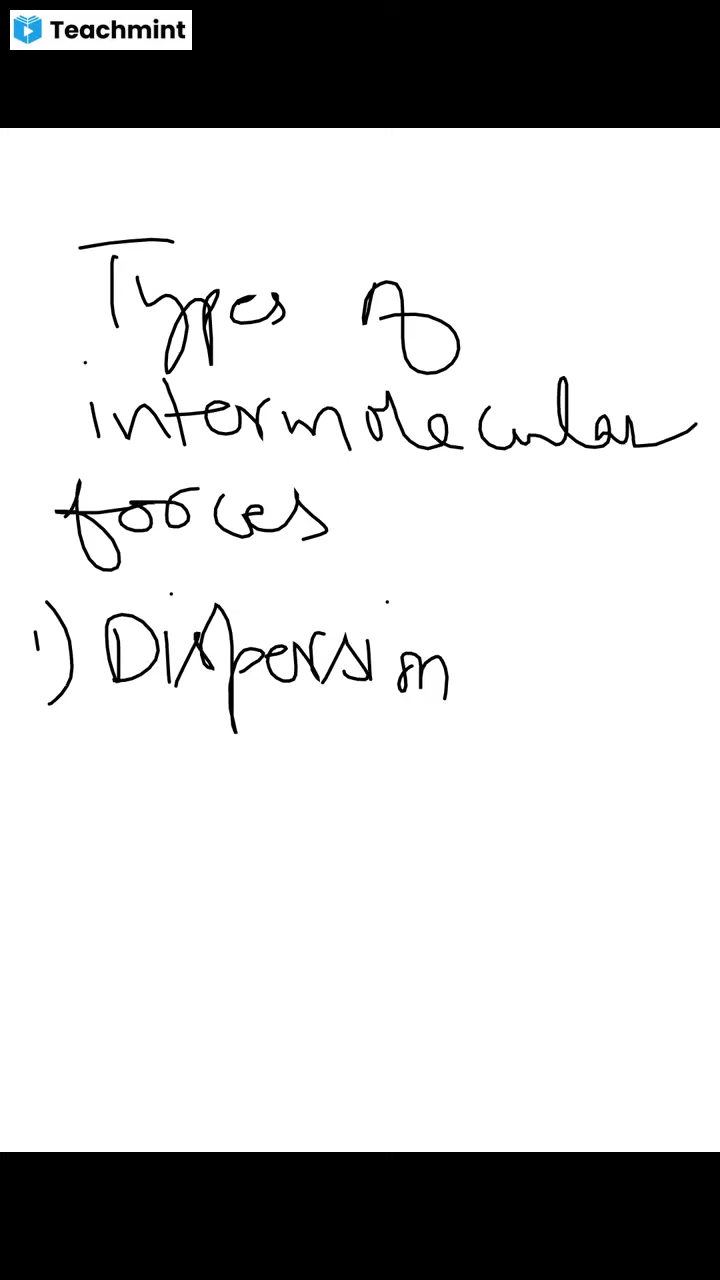 Teachmint
Types of
intermolecular
forces
1) Dispersion